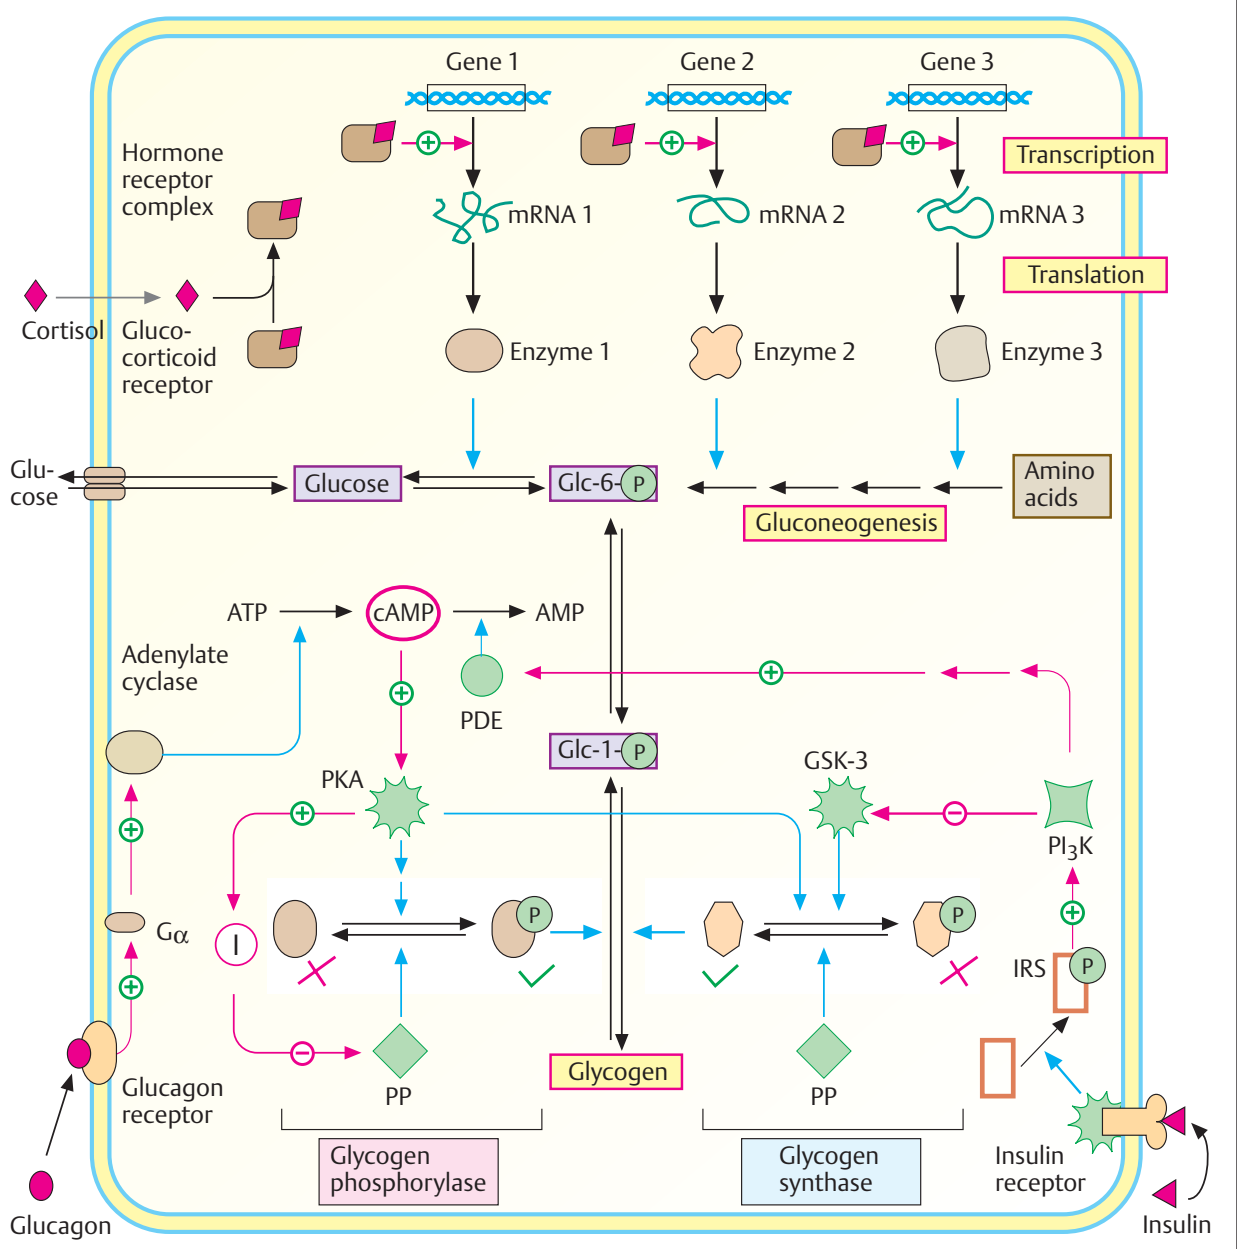 Gene 1
Gene 2
Gene 3
+
+
+
Transcription
Hormone
receptor
complex
mRNA 1
mRNA 2
mRNA 3
Translation
Cortisol
Gluco-
corticoid
receptor
Enzyme 1
Enzyme 2
Enzyme 3
Glu-
cose
Glucose
Glc-6-P
Amino
acids
Gluconeogenesis
ATP
cAMP
AMP
Adenylate
cyclase
+
+
PDE
Glc-1-P
GSK-3
PKA
+
+
–
PI3K
+
P
P
Gα
I
IRS
P
+
–
Glycogen
PP
PP
Glucagon
receptor
Glycogen
phosphorylase
Glycogen
synthase
Insulin
receptor
Glucagon
Insulin